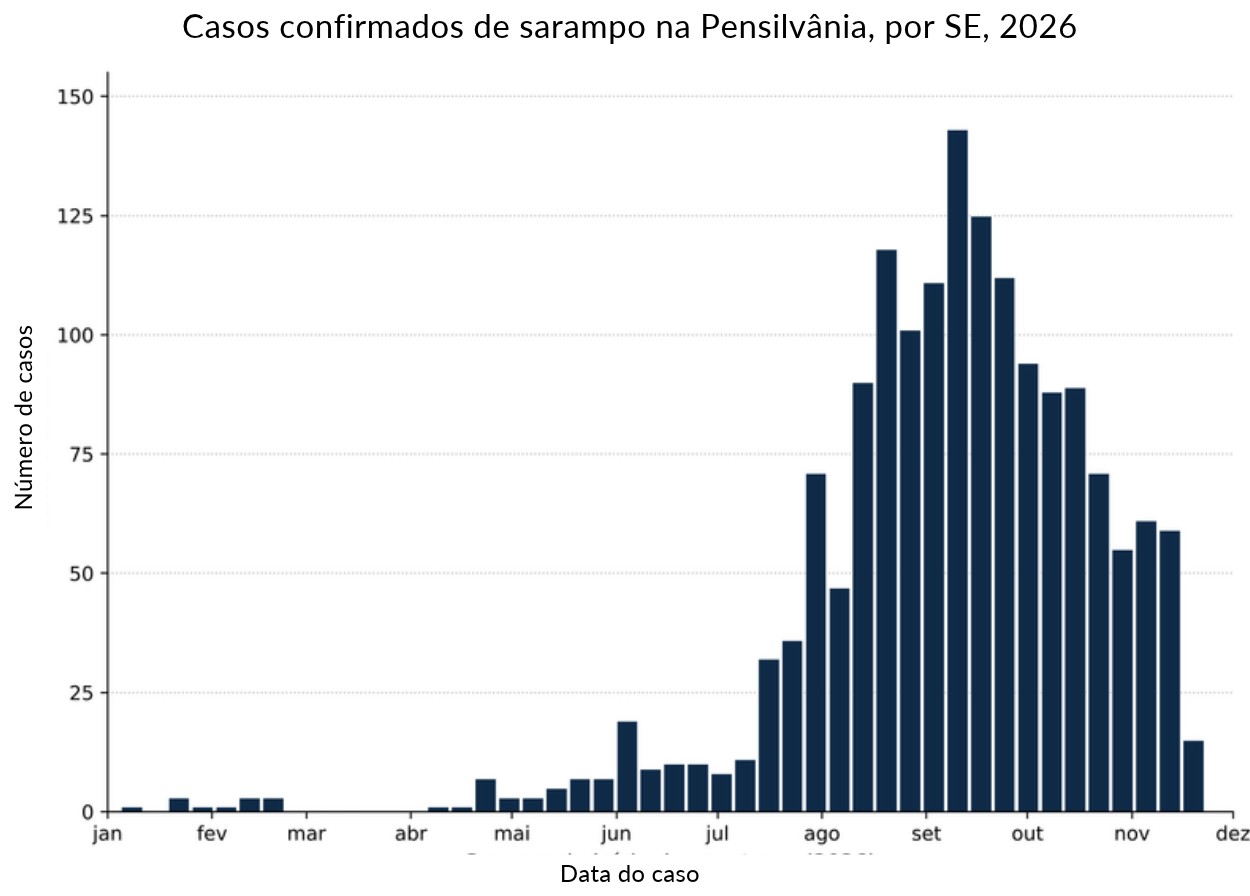 Casos confirmados de sarampo na Pensilvânia, por SE, 2026
Número de casos
150
125
100
75
50
25
0
jan fev mar abr mai jun jul ago set out nov dez
Data do caso